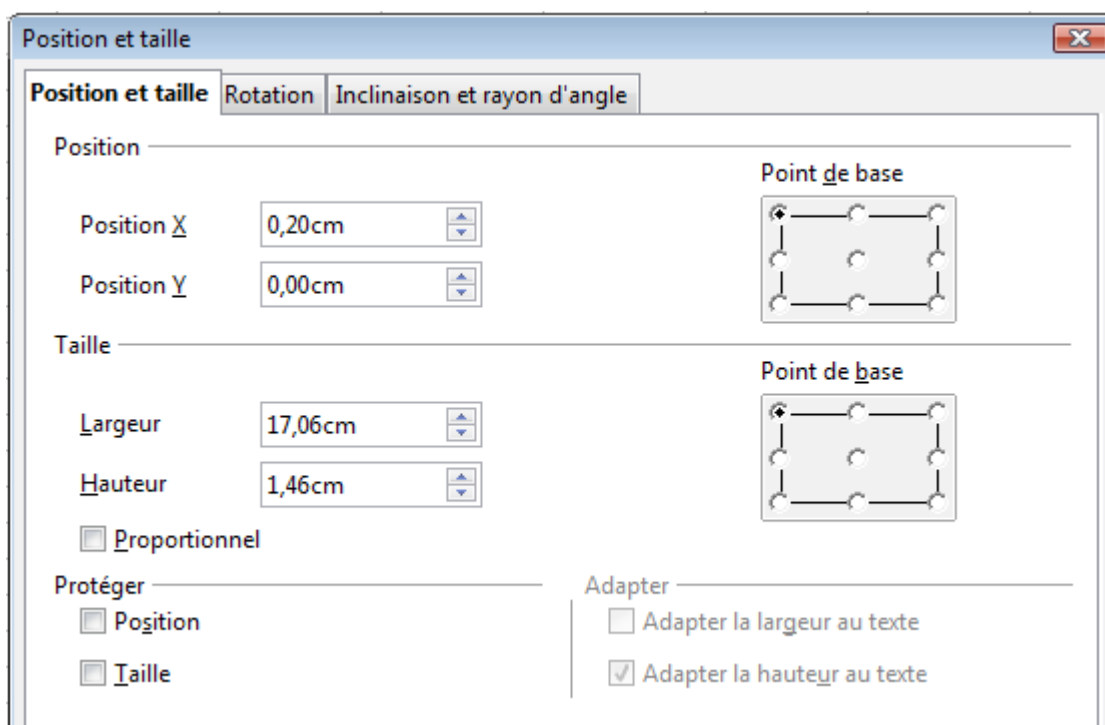 Position et taille
Position et taille Rotation Inclinaison et rayon d'angle
Position
Point de base
Position X 0,20cm
Position Y 0,00cm
Taille
Point de base
Largeur 17,06cm
Hauteur 1,46cm
Proportionnel
Protéger Adapter
Position Adapter la largeur au texte
Taille Adapter la hauteur au texte